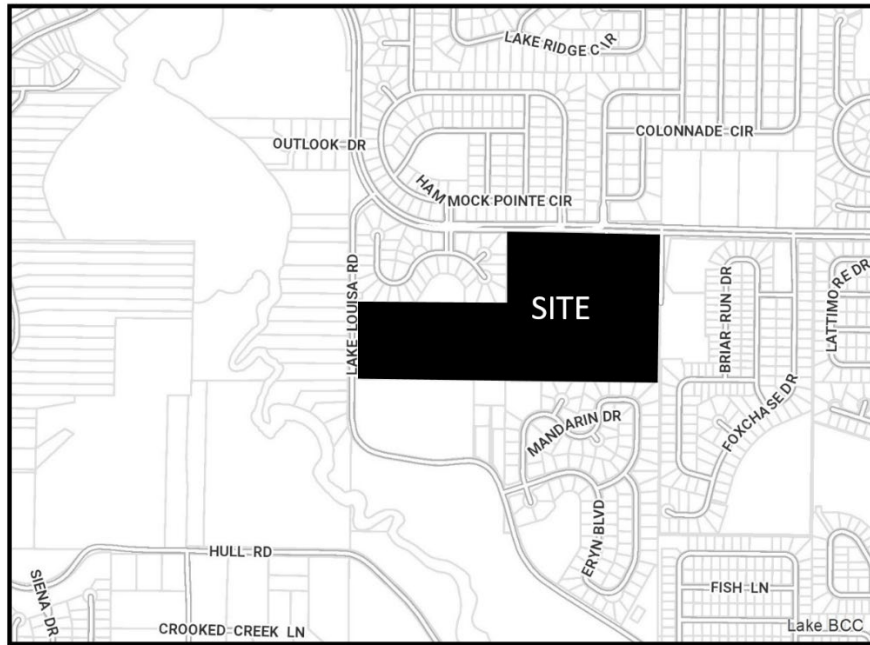 LAKE RIDGE CIR
COLONNADE CIR
OUTLOOK DR
HAMMOCK POINTE CIR
LAKE LOUISA RD
SITE
BRIAR RUN DR
LATTIMORE DR
MANDARIN DR
FOXCHASE DR
ERYN BLVD
HULL RD
SIENA DR
FISH LN
CROOKED CREEK LN
Lake BCC